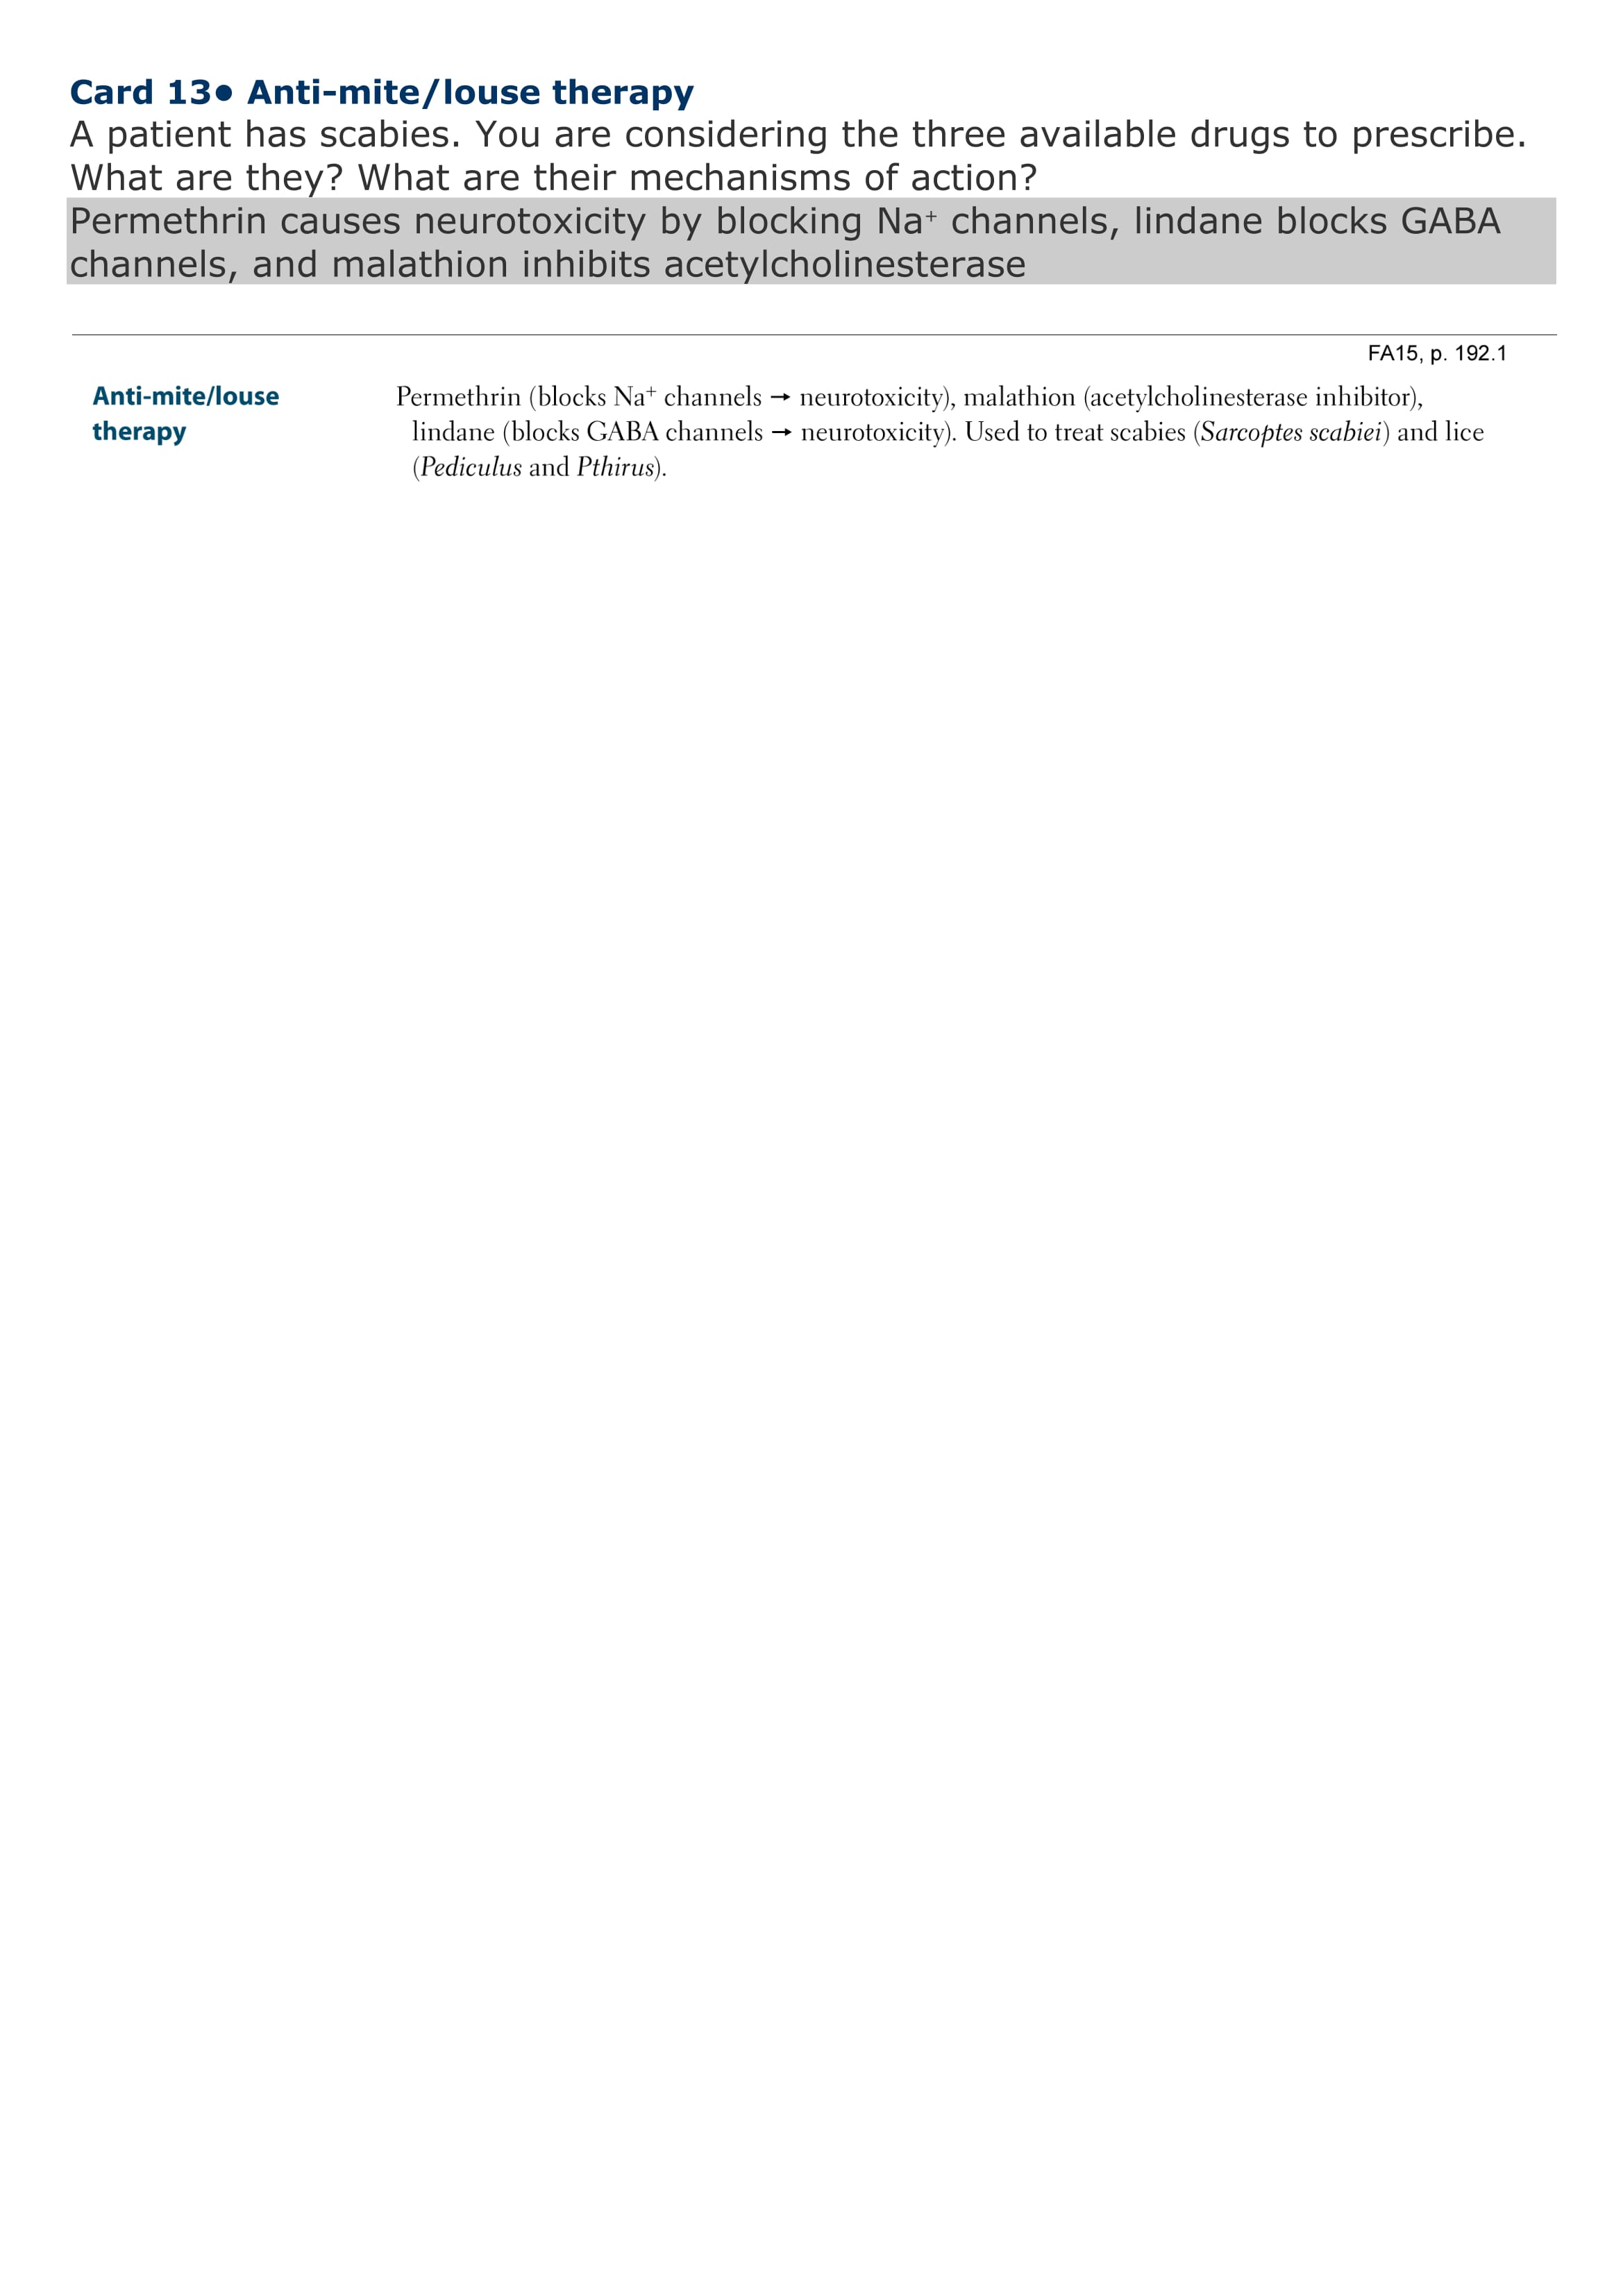 Card 13● Anti-mite/louse therapy
A patient has scabies. You are considering the three available drugs to prescribe.
What are they? What are their mechanisms of action?
Permethrin causes neurotoxicity by blocking Na⁺ channels, lindane blocks GABA
channels, and malathion inhibits acetylcholinesterase
FA15, p. 192.1
Anti-mite/louse
therapy
Permethrin (blocks Na⁺ channels → neurotoxicity), malathion (acetylcholinesterase inhibitor),
lindane (blocks GABA channels → neurotoxicity). Used to treat scabies (Sarcoptes scabiei) and lice
(Pediculus and Pthirus).